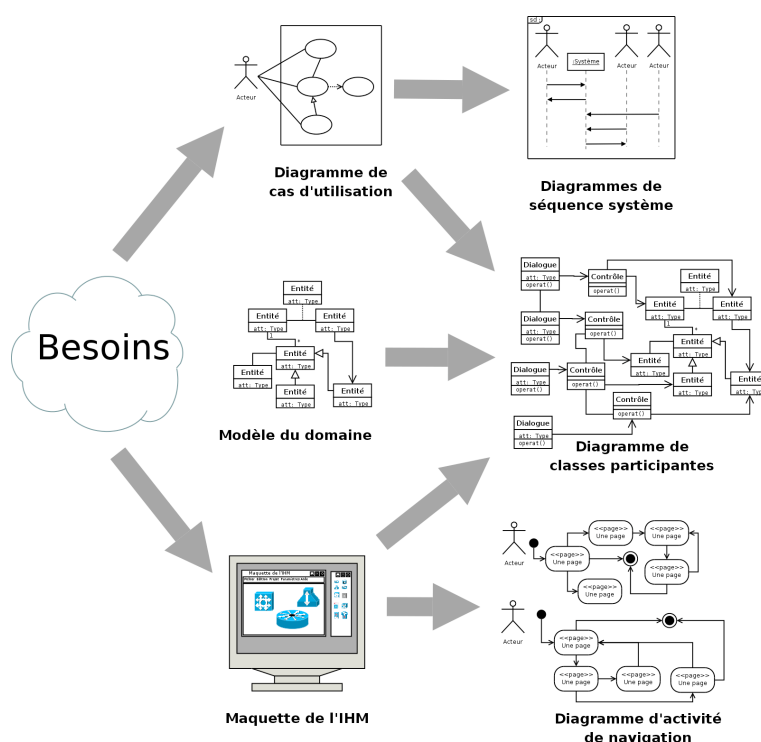 Acteur
Diagramme de
cas d'utilisation
sd :
Acteur
:Système
Acteur
Acteur
Diagrammes de
séquence système
Besoins
Entité
att: Type
Entité
att: Type
Entité
att: Type
1
*
Entité
att: Type
Entité
att: Type
Entité
att: Type
Entité
att: Type
Modèle du domaine
Dialogue
att: Type
operat()
Contrôle
operat()
Entité
att: Type
Entité
att: Type
Entité
att: Type
Dialogue
att: Type
operat()
Contrôle
operat()
1
*
Entité
att: Type
Entité
att: Type
Dialogue
att: Type
operat()
Contrôle
operat()
Entité
att: Type
Entité
att: Typ
Contrôle
operat()
Dialogue
att: Type
operat()
Diagramme de
classes participantes
Maquette de l'IHM
Maquette de l'IHM
Acteur
<<page>>
Une page
<<page>>
Une page
<<page>>
Une page
<<page>>
Une page
<<page>>
Une page
Acteur
<<page>>
Une page
<<page>>
Une page
<<page>>
Une page
<<page>>
Une page
Diagramme d'activité
de navigation